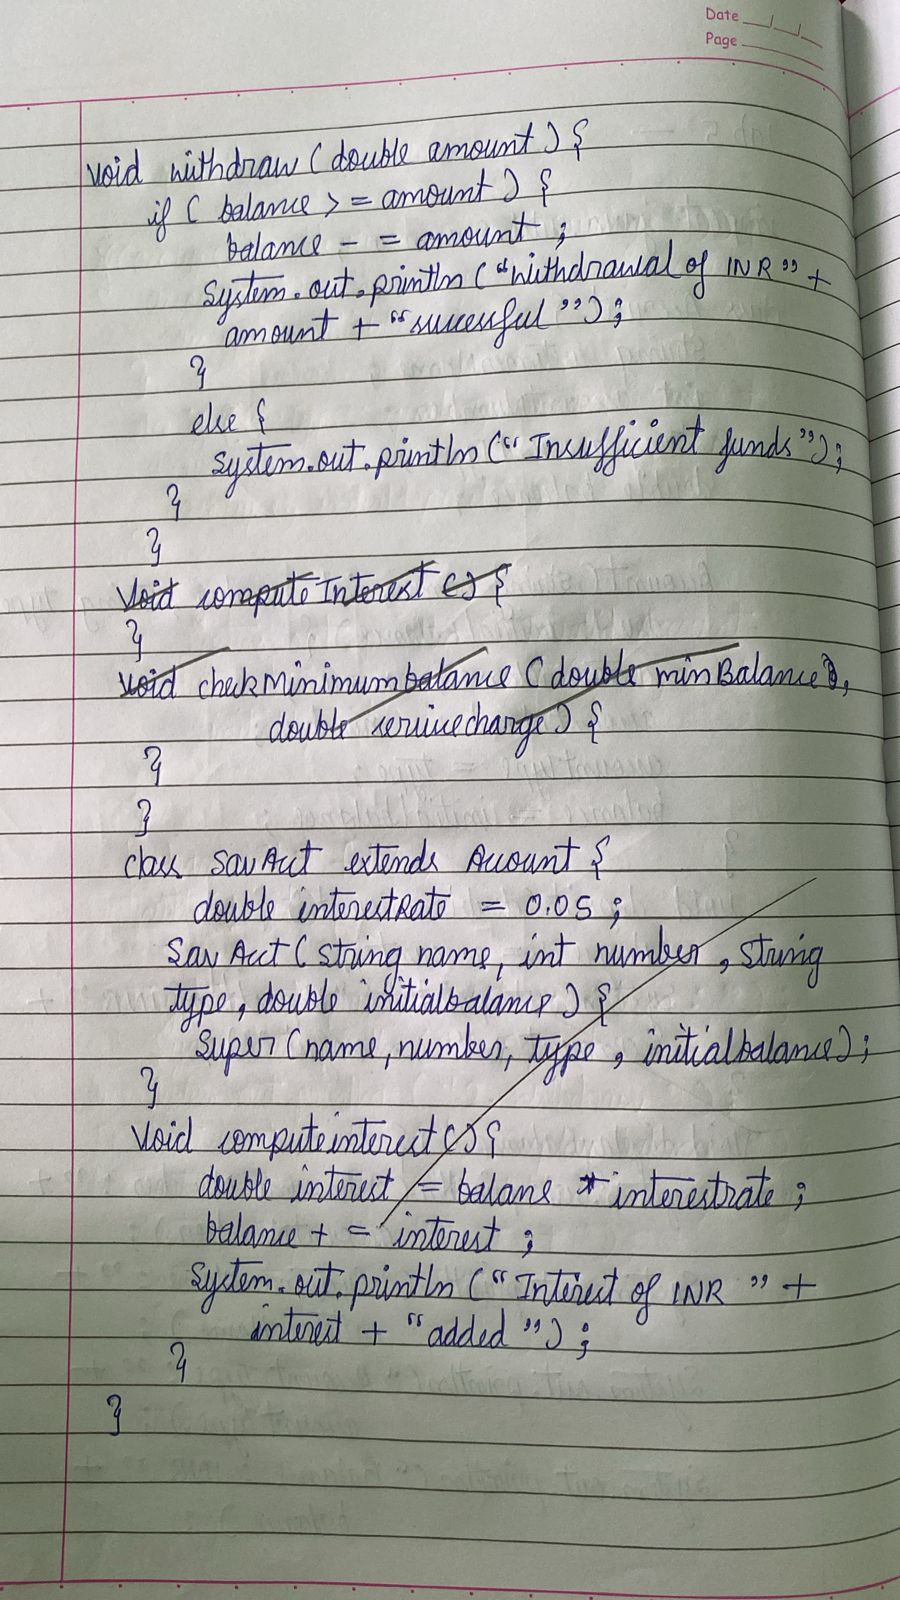 Date
Page
void withdraw ( double amount ) {
if ( balance > = amount ) {
balance - = amount ;
System.out.println ( "withdrawal of INR" +
amount + "sucessful" ) ;
}
else {
System.out.println ( "Insufficient funds" ) ;
}
}
void computeInterest () {
}
void checkMinimumbalance ( double minBalance,
double servicecharge ) {
}
}
class SavAcct extends Account {
double interestRate = 0.05 ;
SavAcct ( string name, int number, string
type, double initialbalance ) {
super ( name, number, type, initialbalance ) ;
}
void computeinterest () {
double interest = balane * interestrate ;
balance + = interest ;
System.out.println ( "Interest of INR " +
interest + "added" ) ;
}
}